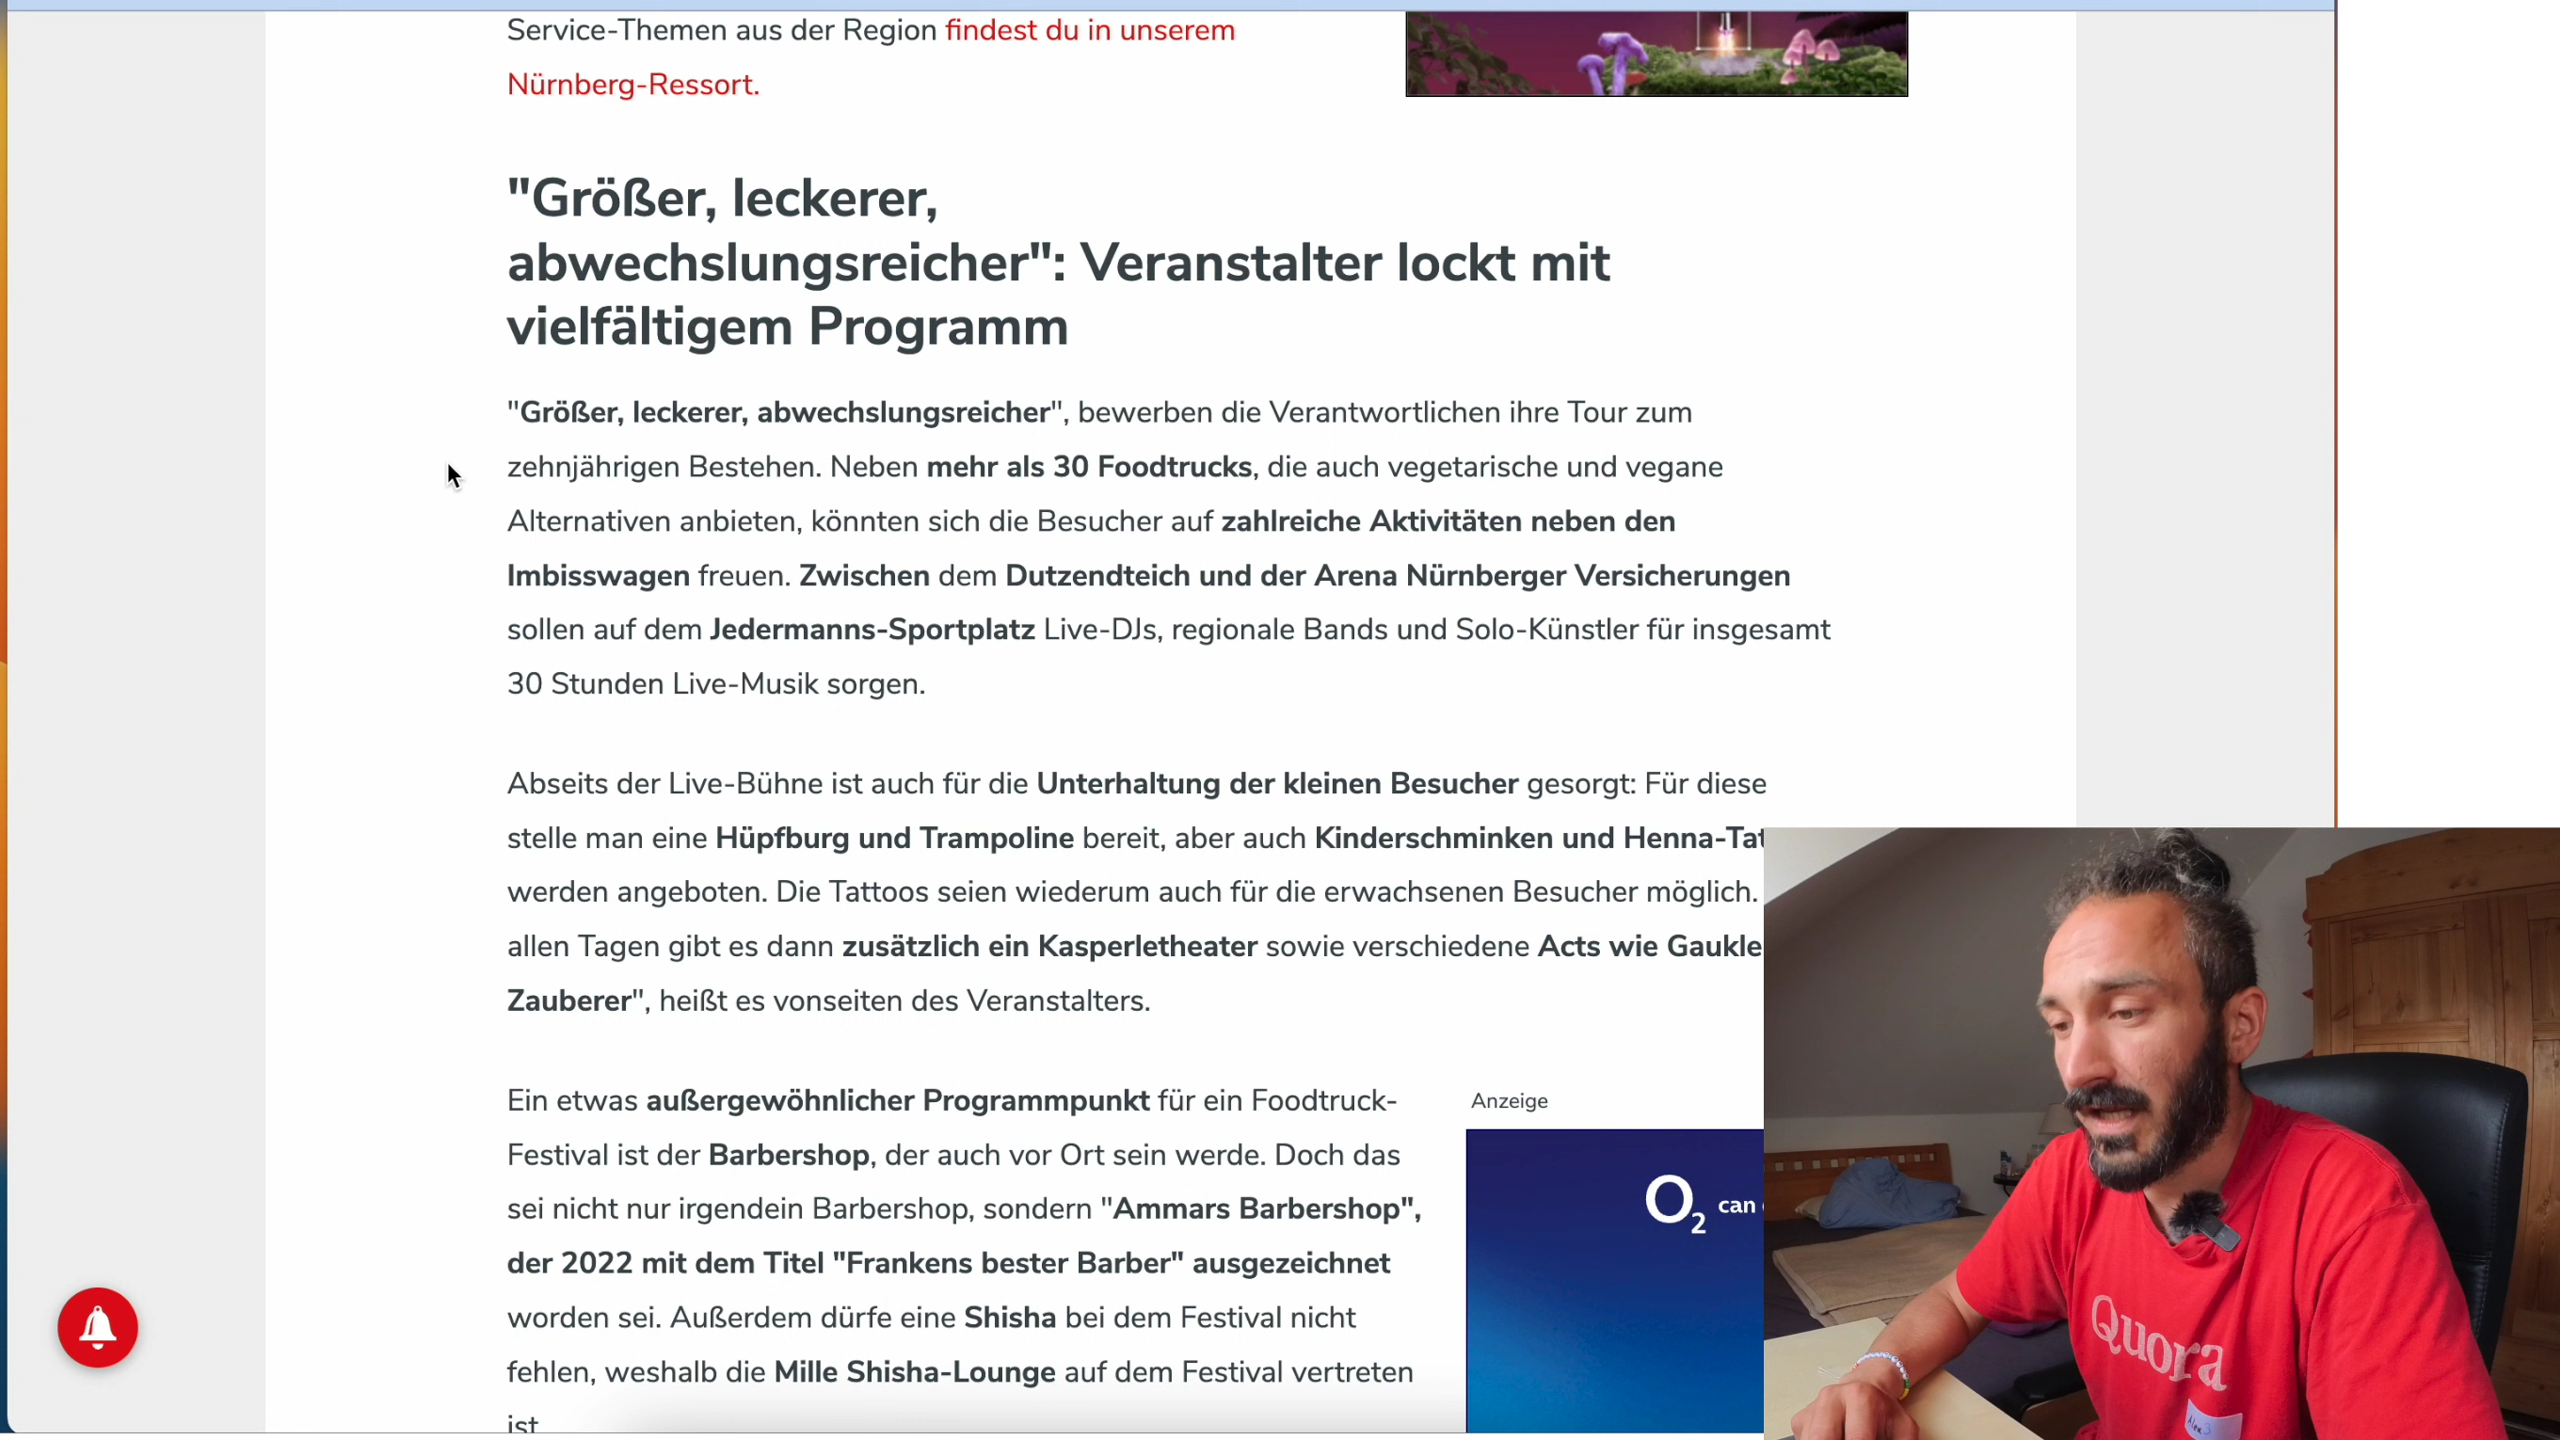 Service-Themen aus der Region findest du in unserem
Nürnberg-Ressort.
"Größer, leckerer,
abwechslungsreicher": Veranstalter lockt mit
vielfältigem Programm
"Größer, leckerer, abwechslungsreicher", bewerben die Verantwortlichen ihre Tour zum
zehnjährigen Bestehen. Neben mehr als 30 Foodtrucks, die auch vegetarische und vegane
Alternativen anbieten, könnten sich die Besucher auf zahlreiche Aktivitäten neben den
Imbisswagen freuen. Zwischen dem Dutzendteich und der Arena Nürnberger Versicherungen
sollen auf dem Jedermanns-Sportplatz Live-DJs, regionale Bands und Solo-Künstler für insgesamt
30 Stunden Live-Musik sorgen.
Abseits der Live-Bühne ist auch für die Unterhaltung der kleinen Besucher gesorgt: Für diese
stelle man eine Hüpfburg und Trampoline bereit, aber auch Kinderschminken und Henna-Tat
werden angeboten. Die Tattoos seien wiederum auch für die erwachsenen Besucher möglich.
allen Tagen gibt es dann zusätzlich ein Kasperletheater sowie verschiedene Acts wie Gaukle
Zauberer", heißt es vonseiten des Veranstalters.
Ein etwas außergewöhnlicher Programmpunkt für ein Foodtruck-
Festival ist der Barbershop, der auch vor Ort sein werde. Doch das
sei nicht nur irgendein Barbershop, sondern "Ammars Barbershop",
der 2022 mit dem Titel "Frankens bester Barber" ausgezeichnet
worden sei. Außerdem dürfe eine Shisha bei dem Festival nicht
fehlen, weshalb die Mille Shisha-Lounge auf dem Festival vertreten
ist
Anzeige
O2 can
Quora